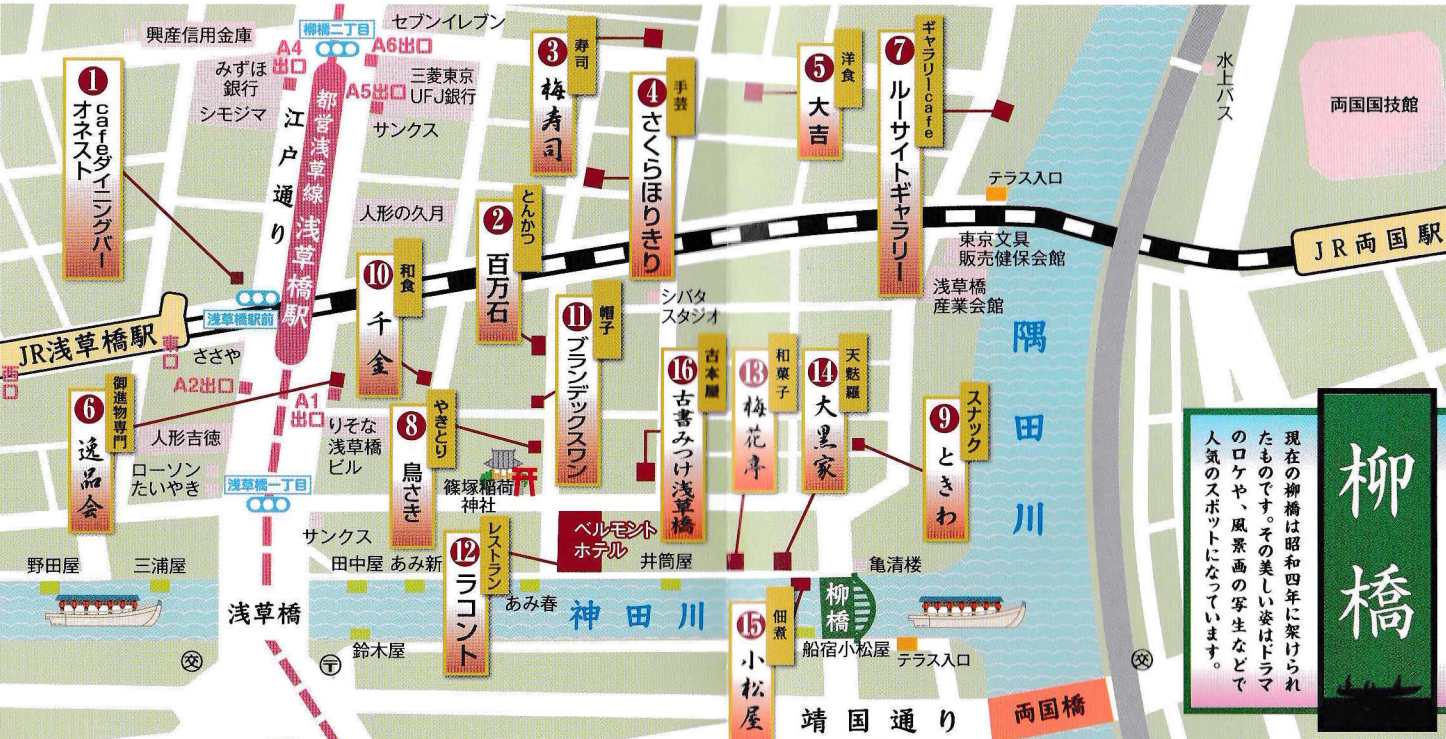 興産信用金庫
柳橋二丁目
セブンイレブン
A4
出口
A6出口
みずほ
銀行
シモジマ
A5出口
三菱東京
UFJ銀行
サンクス
都営浅草線 浅草橋駅
江戸通り
人形の久月
① cafeダイニングバー
オネスト
寿司
③ 梅寿司
手芸
④ さくらほりきり
洋食
⑤ 大吉
ギャラリーcafe
⑦ ルーサイトギャラリー
水上バス
両国国技館
テラス入口
とんかつ
② 百万石
和食
⑩ 千金
帽子
⑪ ブランデックスワン
シバタ
スタジオ
東京文具
販売健保会館
浅草橋
産業会館
JR両国駅
浅草橋駅前
JR浅草橋駅
東口
西口
ささや
A2出口
A1
出口
人形吉徳
りそな
浅草橋
ビル
ローソン
たいやき
浅草橋一丁目
御進物専門
⑥ 逸品会
やきとり
⑧ 鳥さき
篠塚稲荷
神社
古本屋
⑯ 古書みつけ浅草橋
和菓子
⑬ 梅花亭
天麩羅
⑭ 大黒家
スナック
⑨ ときわ
隅田川
サンクス
野田屋
三浦屋
田中屋
あみ新
レストラン
⑫ ラコント
ベルモント
ホテル
井筒屋
亀清楼
浅草橋
あみ春
神田川
柳橋
鈴木屋
佃煮
⑮ 小松屋
船宿小松屋
テラス入口
交
〒
交
靖国通り
両国橋
柳橋
現在の柳橋は昭和四年に架けられ
たものです。その美しい姿はドラマ
のロケや、風景画の写生などで
人気のスポットになっています。